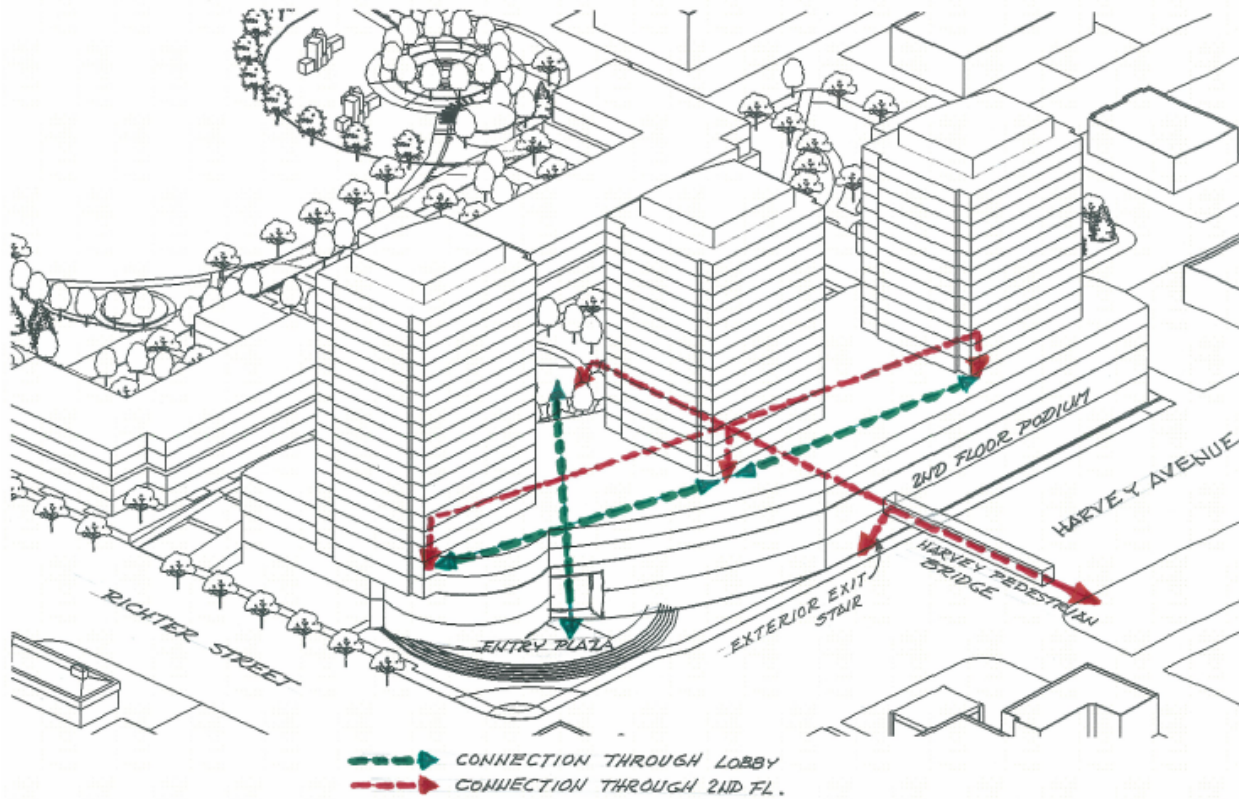 2ND FLOOR PODIUM
HARVEY AVENUE
HARVEY PEDESTRIAN
BRIDGE
EXTERIOR EXIT
STAIR
RICHTER STREET
ENTRY PLAZA
CONNECTION THROUGH LOBBY
CONNECTION THROUGH 2ND FL.